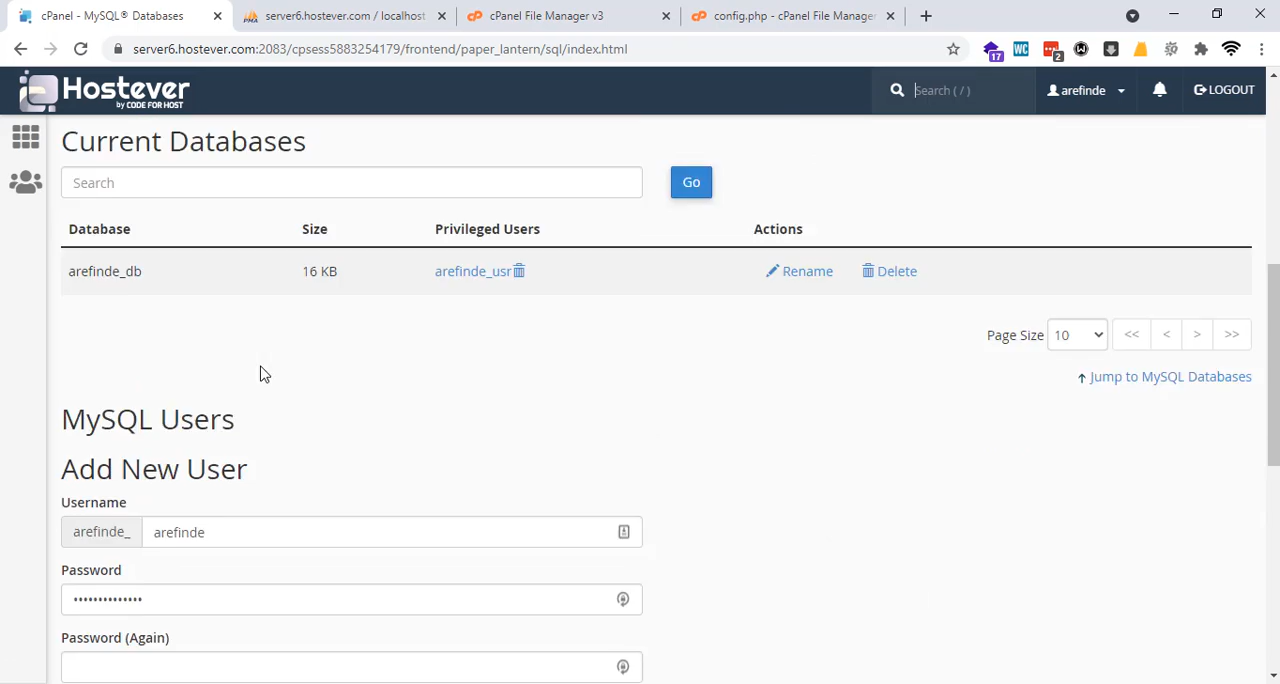 cPanel - MySQL® Databases
server6.hostever.com / localhost
cPanel File Manager v3
config.php - cPanel File Manager
server6.hostever.com:2083/cpsess5883254179/frontend/paper_lantern/sql/index.html
17
WC
2
Hostever
by CODE FOR HOST
Search ( / )
arefinde
LOGOUT
Current Databases
Search
Go
Database Size Privileged Users Actions
arefinde_db 16 KB arefinde_usr Rename Delete
Page Size 10 << < > >>
Jump to MySQL Databases
MySQL Users
Add New User
Username
arefinde_ arefinde
Password
••••••••••••••
Password (Again)